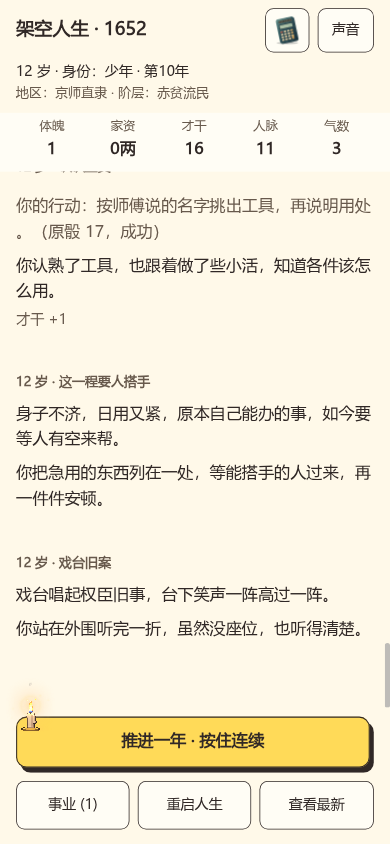 架空人生 · 1652
声音
12 岁 · 身份：少年 · 第10年
地区：京师直隶 · 阶层：赤贫流民
体魄 家资 才干 人脉 气数
1 0两 16 11 3
你的行动：按师傅说的名字挑出工具，再说明用处
。（原骰 17，成功）
你认熟了工具，也跟着做了些小活，知道各件该怎
么用。
才干 +1
12 岁 · 这一程要人搭手
身子不济，日用又紧，原本自己能办的事，如今要
等人有空来帮。
你把急用的东西列在一处，等能搭手的人过来，再
一件件安顿。
12 岁 · 戏台旧案
戏台唱起权臣旧事，台下笑声一阵高过一阵。
你站在外围听完一折，虽然没座位，也听得清楚。
推进一年 · 按住连续
事业 (1) 重启人生 查看最新